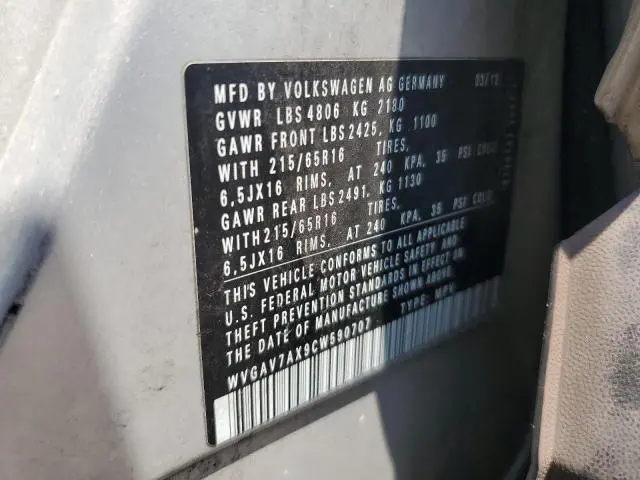 MFD BY VOLKSWAGEN AG GERMANY 03/12
GVWR LBS 4806 KG 2180
GAWR FRONT LBS 2425, KG 1100
WITH 215/65R16 TIRES,
6,5JX16 RIMS, AT 240 KPA, 35 PSI COLD
GAWR REAR LBS 2491, KG 1130
WITH 215/65R16 TIRES,
6,5JX16 RIMS, AT 240 KPA, 35 PSI COLD.
THIS VEHICLE CONFORMS TO ALL APPLICABLE
U.S. FEDERAL MOTOR VEHICLE SAFETY AND
THEFT PREVENTION STANDARDS IN EFFECT ON
THE DATE OF MANUFACTURE SHOWN ABOVE.
WVGAV7AX9CW590707 TYPE: MPV